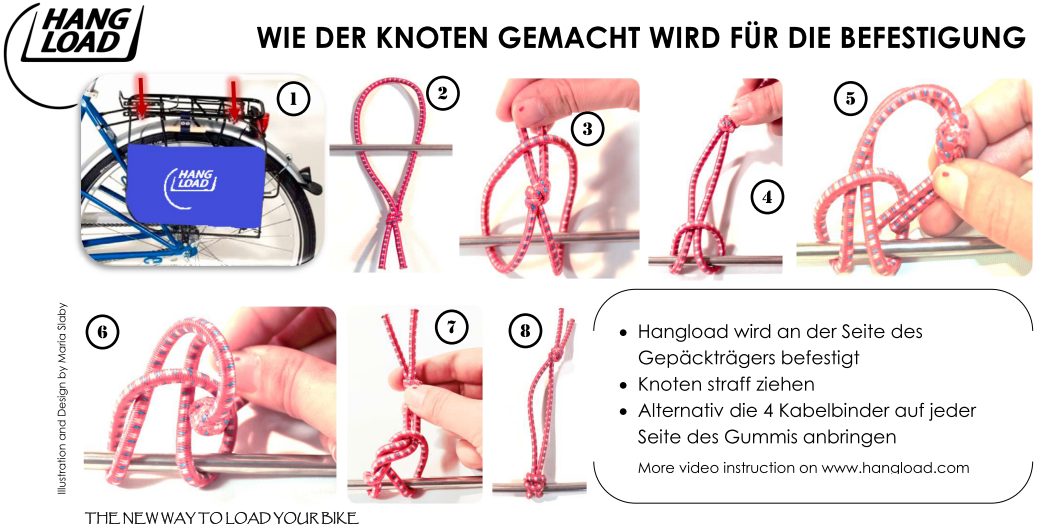 HANG
LOAD
WIE DER KNOTEN GEMACHT WIRD FÜR DIE BEFESTIGUNG
1
HANG
LOAD
2
3
4
5
6
7
8
Illustration and Design by Maria Slaby
• Hangload wird an der Seite des
Gepäckträgers befestigt
• Knoten straff ziehen
• Alternativ die 4 Kabelbinder auf jeder
Seite des Gummis anbringen
More video instruction on www.hangload.com
THE NEW WAY TO LOAD YOUR BIKE